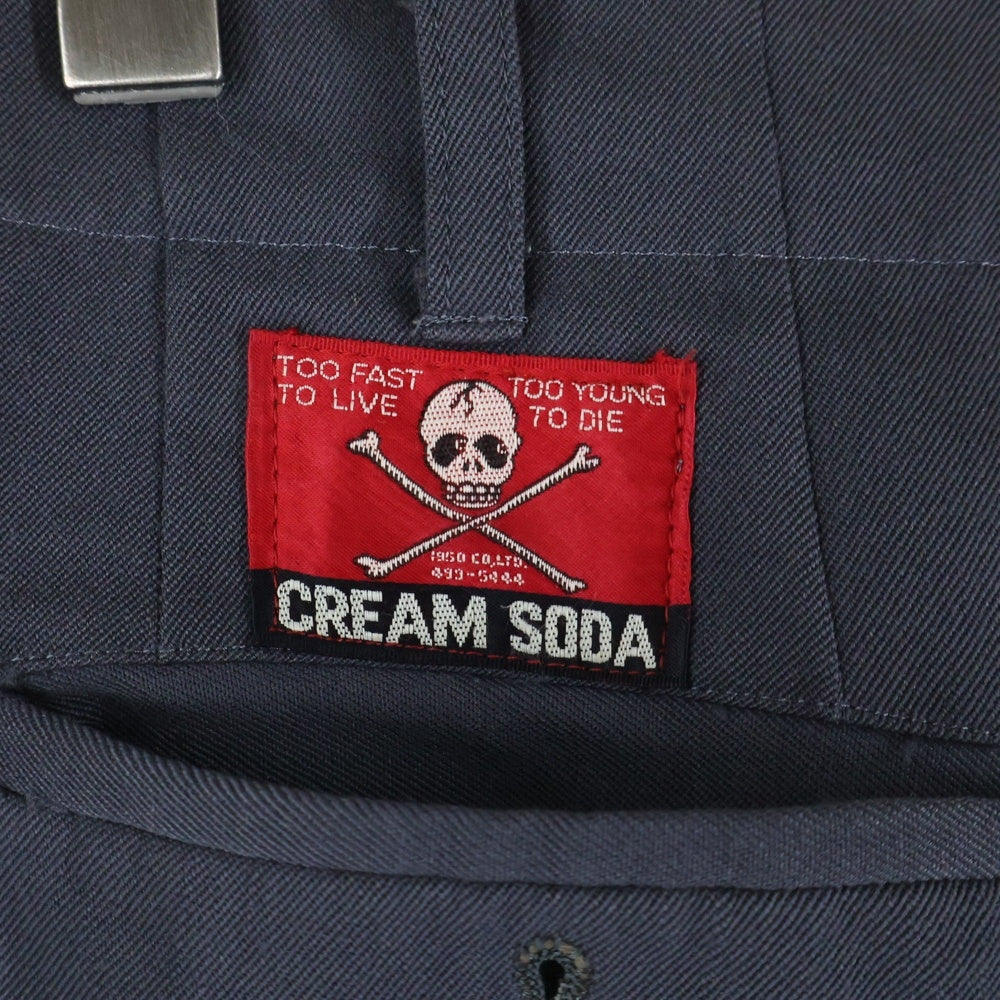 TOO FAST
TO LIVE
TOO YOUNG
TO DIE
1950 CO,LTD.
493-5444
CREAM SODA